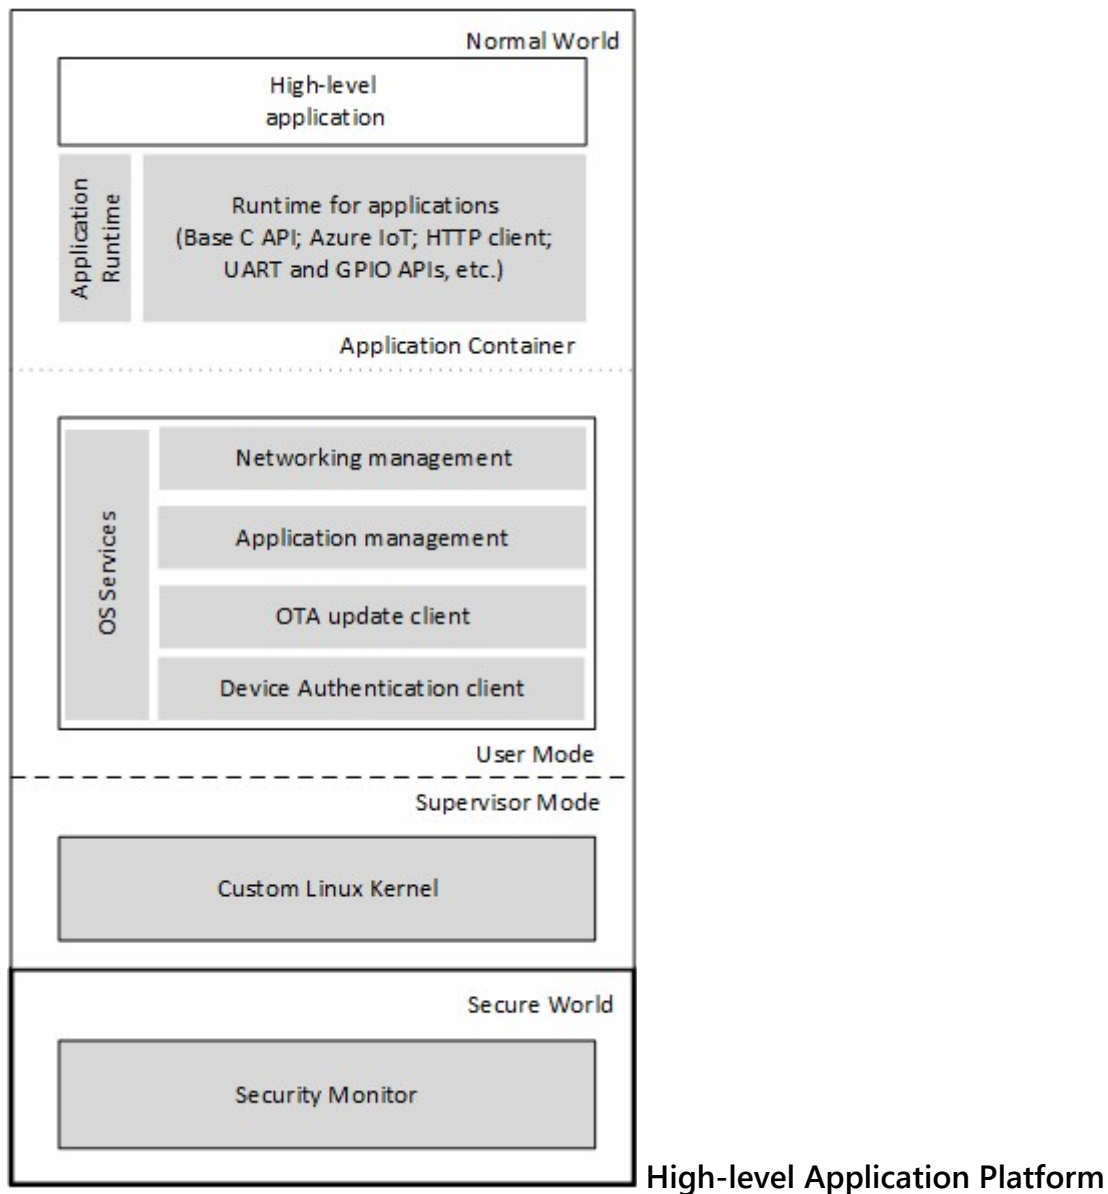 Normal World
High-level
application
Application
Runtime
Runtime for applications
(Base C API; Azure IoT; HTTP client;
UART and GPIO APIs, etc.)
Application Container
OS Services
Networking management
Application management
OTA update client
Device Authentication client
User Mode
Supervisor Mode
Custom Linux Kernel
Secure World
Security Monitor
High-level Application Platform